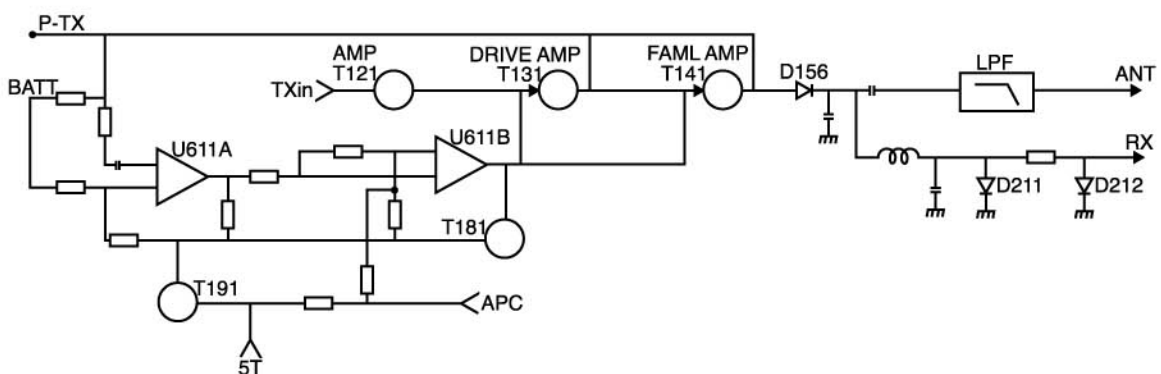 P-TX
AMP
T121
DRIVE AMP
T131
FAML AMP
T141
D156
LPF
ANT
BATT
TXin
U611A
U611B
RX
D211
D212
T181
T191
APC
5T